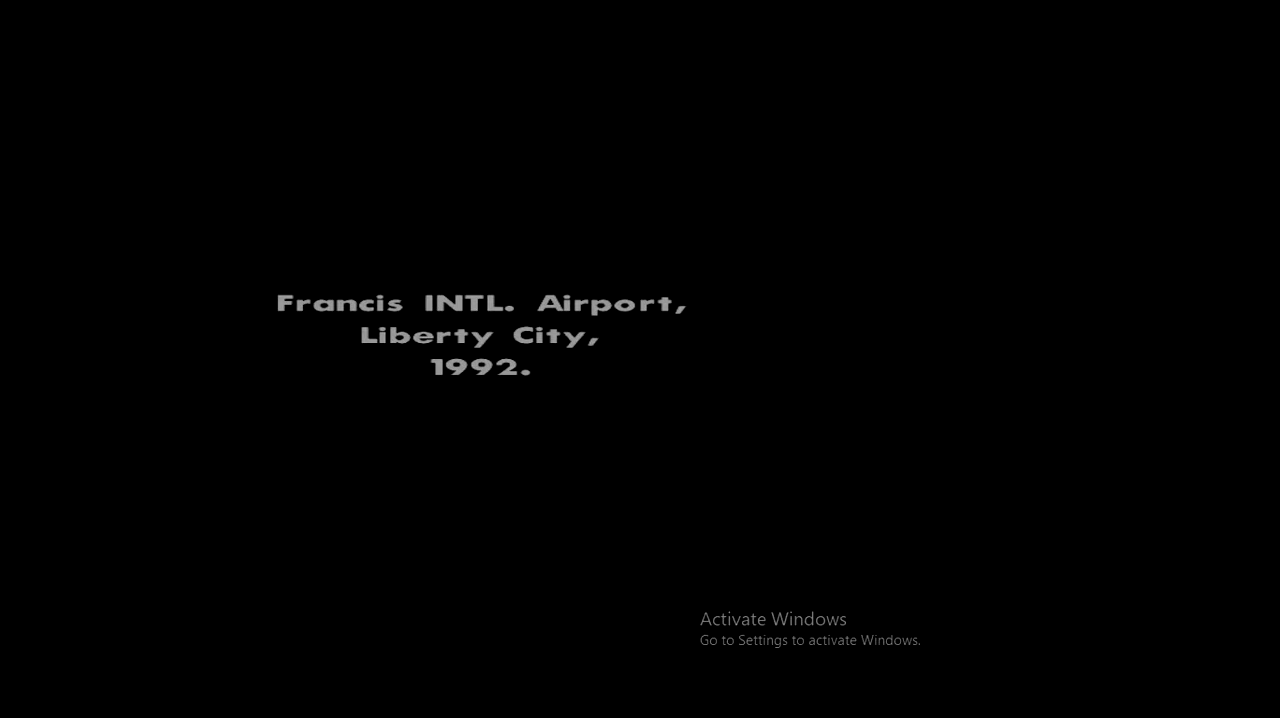 Francis INTL. Airport,
Liberty City,
1992.
Activate Windows
Go to Settings to activate Windows.